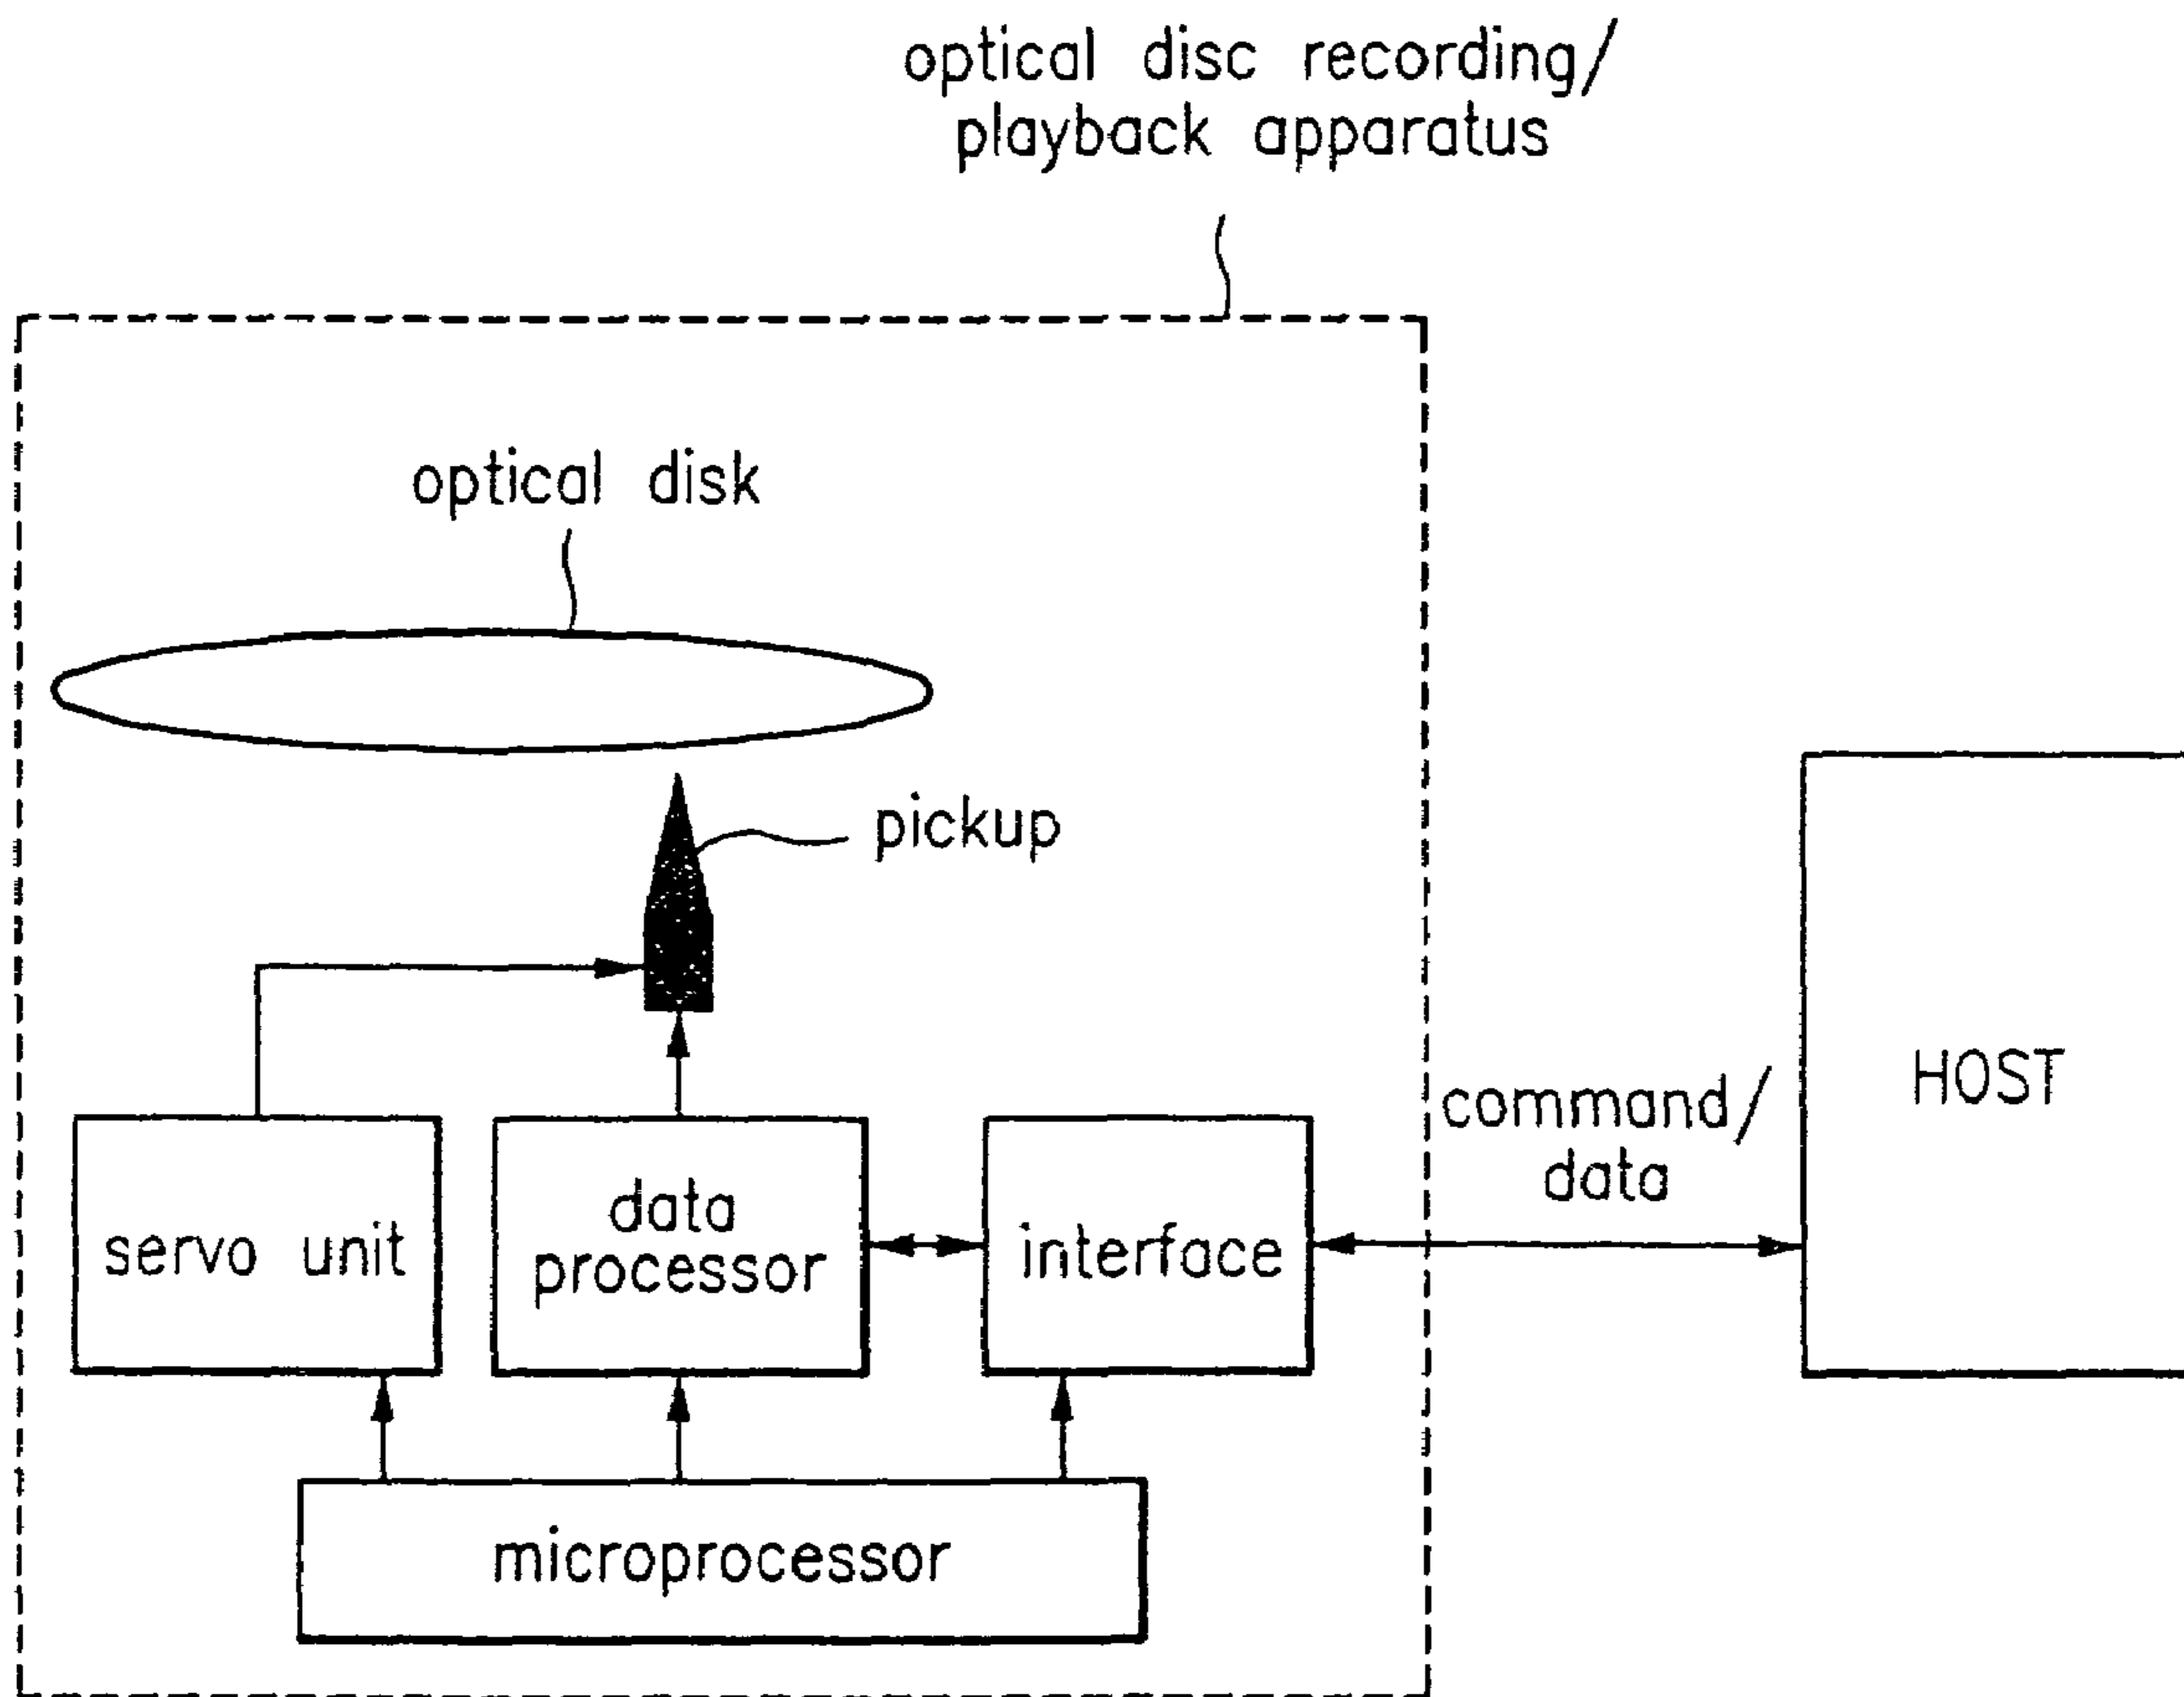 optical disc recording/
playback apparatus
optical disk
pickup
command/
data
HOST
servo unit
data
processor
interface
microprocessor